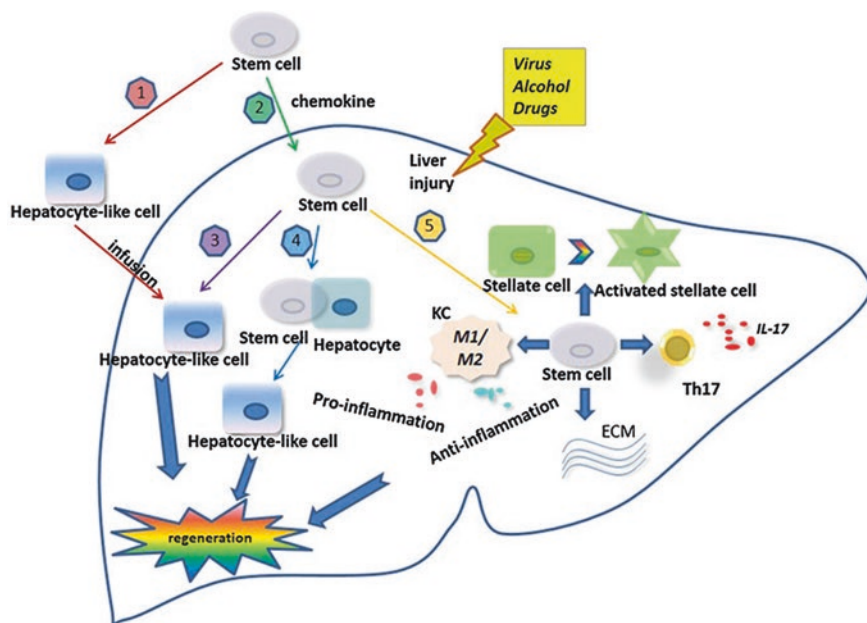 Stem cell
1
2
chemokine
Virus
Alcohol
Drugs
Liver
injury
Hepatocyte-like cell
infusion
Stem cell
3
4
5
Stellate cell
Activated stellate cell
Stem cell
Hepatocyte
Hepatocyte-like cell
KC
M1/
M2
Stem cell
IL-17
Th17
Pro-inflammation
Anti-inflammation
ECM
Hepatocyte-like cell
regeneration